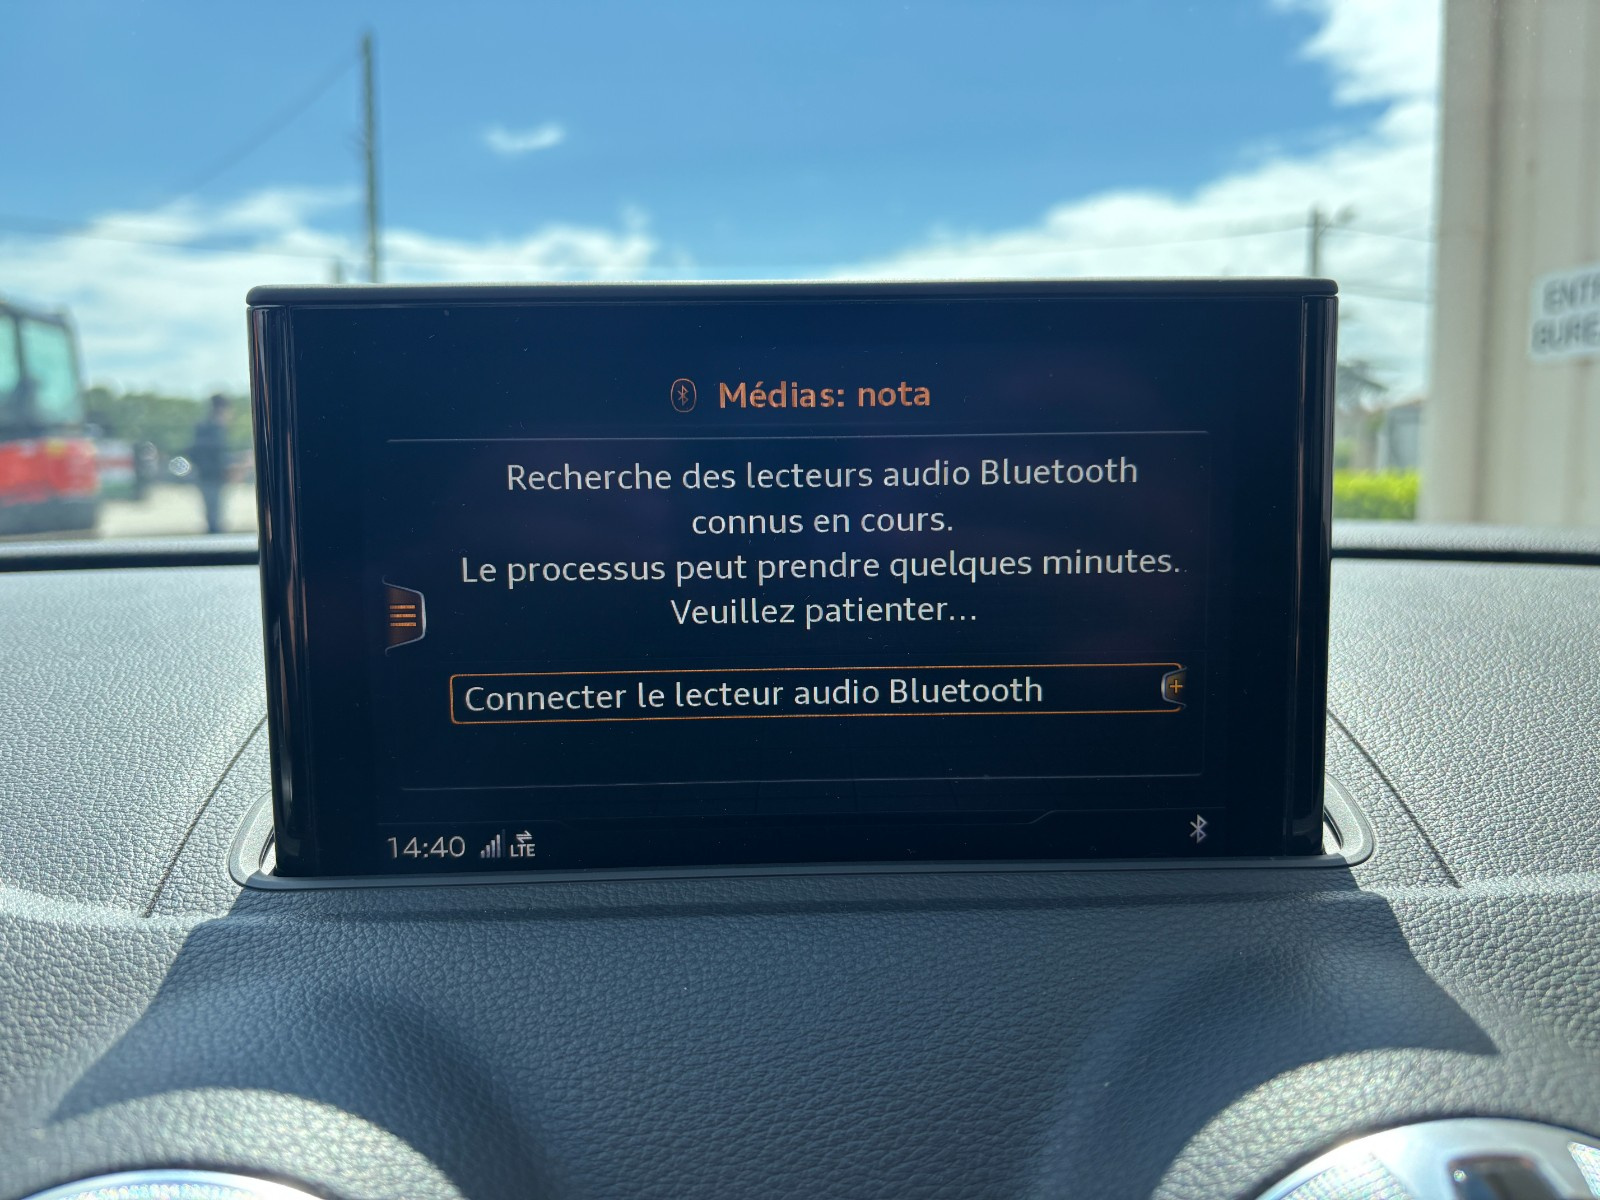 Médias: nota
Recherche des lecteurs audio Bluetooth
connus en cours.
Le processus peut prendre quelques minutes.
Veuillez patienter...
Connecter le lecteur audio Bluetooth
14:40 LTE